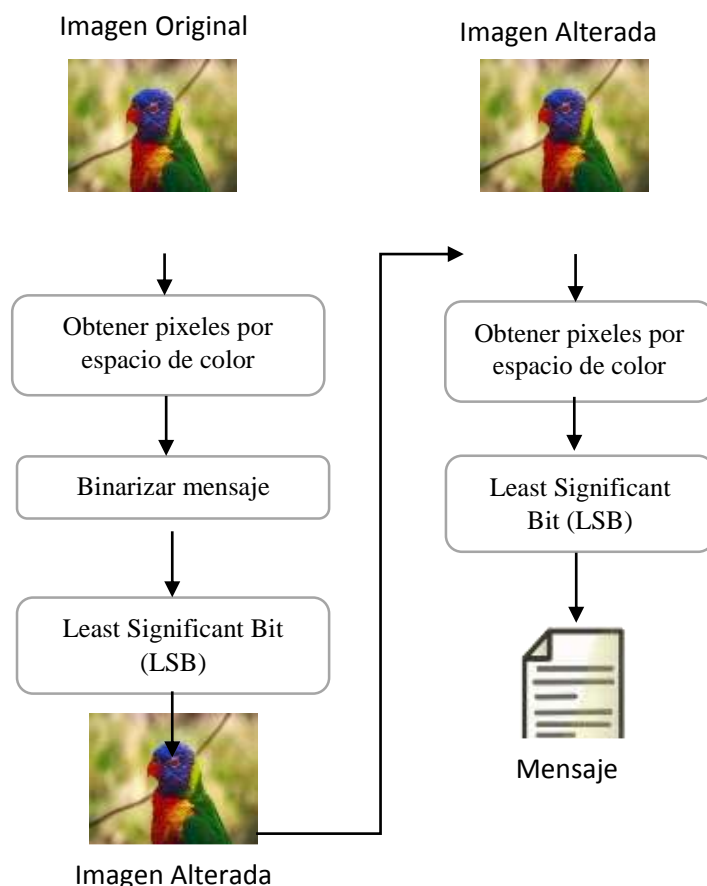 Imagen Original
Obtener pixeles por
espacio de color
Binarizar mensaje
Least Significant Bit
(LSB)
Imagen Alterada
Imagen Alterada
Obtener pixeles por
espacio de color
Least Significant
Bit (LSB)
Mensaje